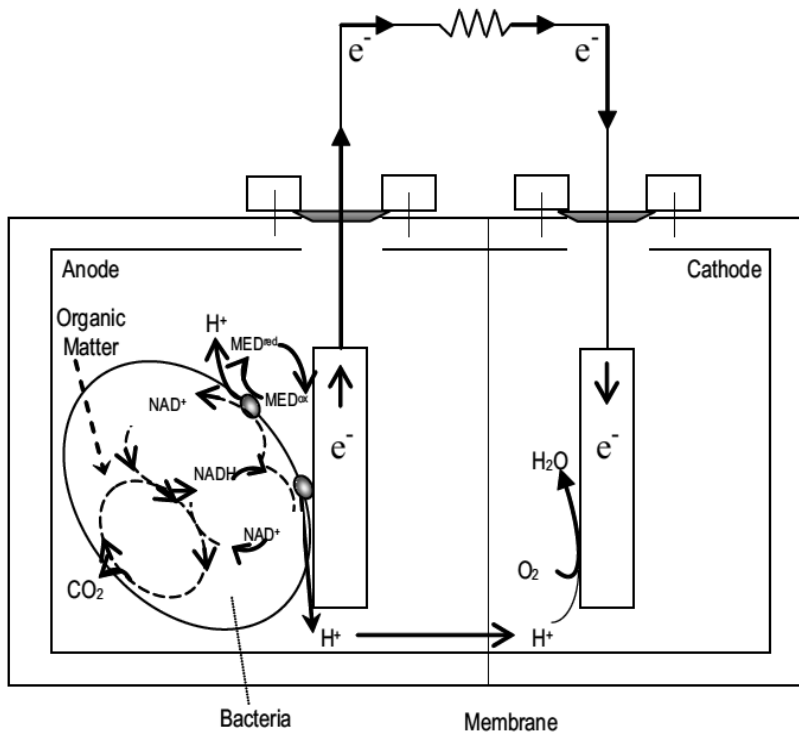 e⁻
e⁻
Anode
Cathode
Organic
Matter
H⁺
MEDʳᵉᵈ
NAD⁺
MEDᵒˣ
e⁻
e⁻
NADH
H₂O
NAD⁺
O₂
CO₂
H⁺
H⁺
Bacteria
Membrane